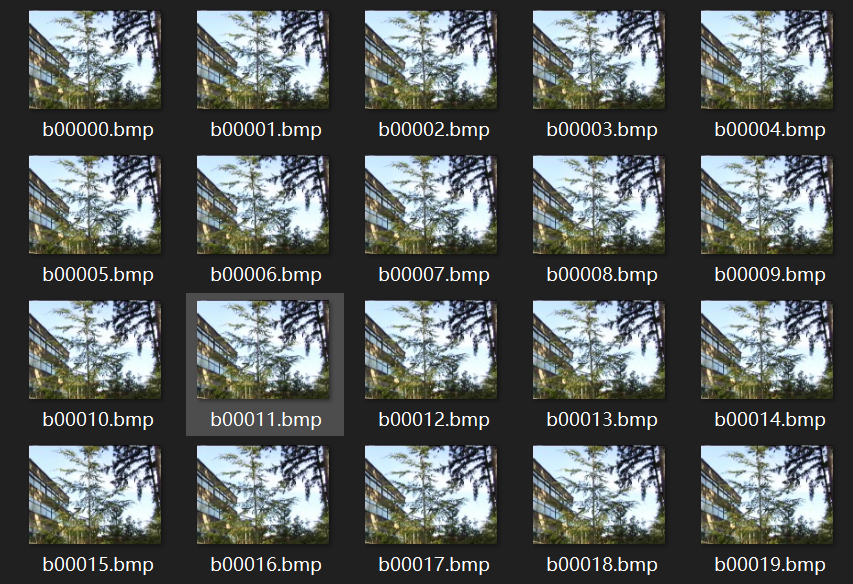 b00000.bmp b00001.bmp b00002.bmp b00003.bmp b00004.bmp
b00005.bmp b00006.bmp b00007.bmp b00008.bmp b00009.bmp
b00010.bmp b00011.bmp b00012.bmp b00013.bmp b00014.bmp
b00015.bmp b00016.bmp b00017.bmp b00018.bmp b00019.bmp